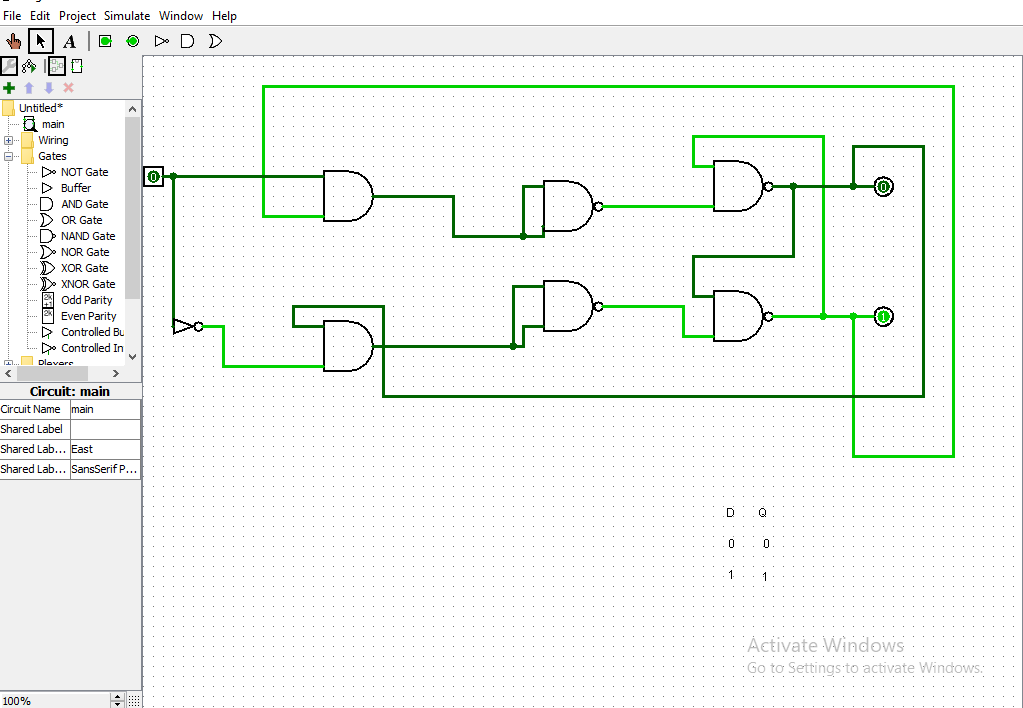 File Edit Project Simulate Window Help
A
Untitled*
main
Wiring
Gates
NOT Gate
Buffer
AND Gate
OR Gate
NAND Gate
NOR Gate
XOR Gate
XNOR Gate
Odd Parity
Even Parity
Controlled Bu
Controlled In
Plexers
Circuit: main
Circuit Name main
Shared Label
Shared Lab... East
Shared Lab... SansSerif P...
100%
0
0
1
D Q
0 0
1 1
Activate Windows
Go to Settings to activate Windows.